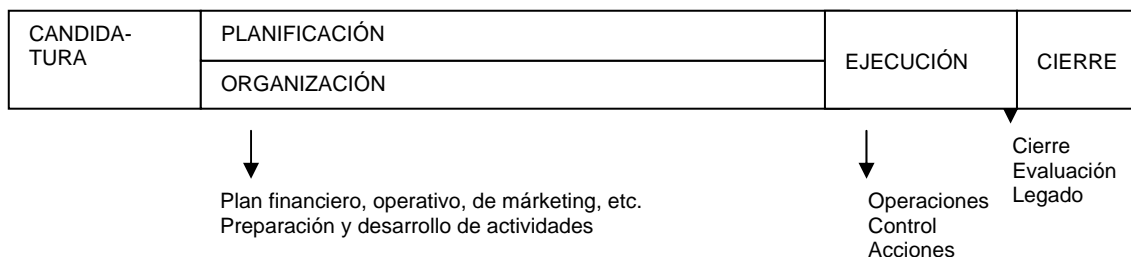 CANDIDA-
TURA
PLANIFICACIÓN
ORGANIZACIÓN
EJECUCIÓN
CIERRE
Plan financiero, operativo, de márketing, etc.
Preparación y desarrollo de actividades
Operaciones
Control
Acciones
Cierre
Evaluación
Legado